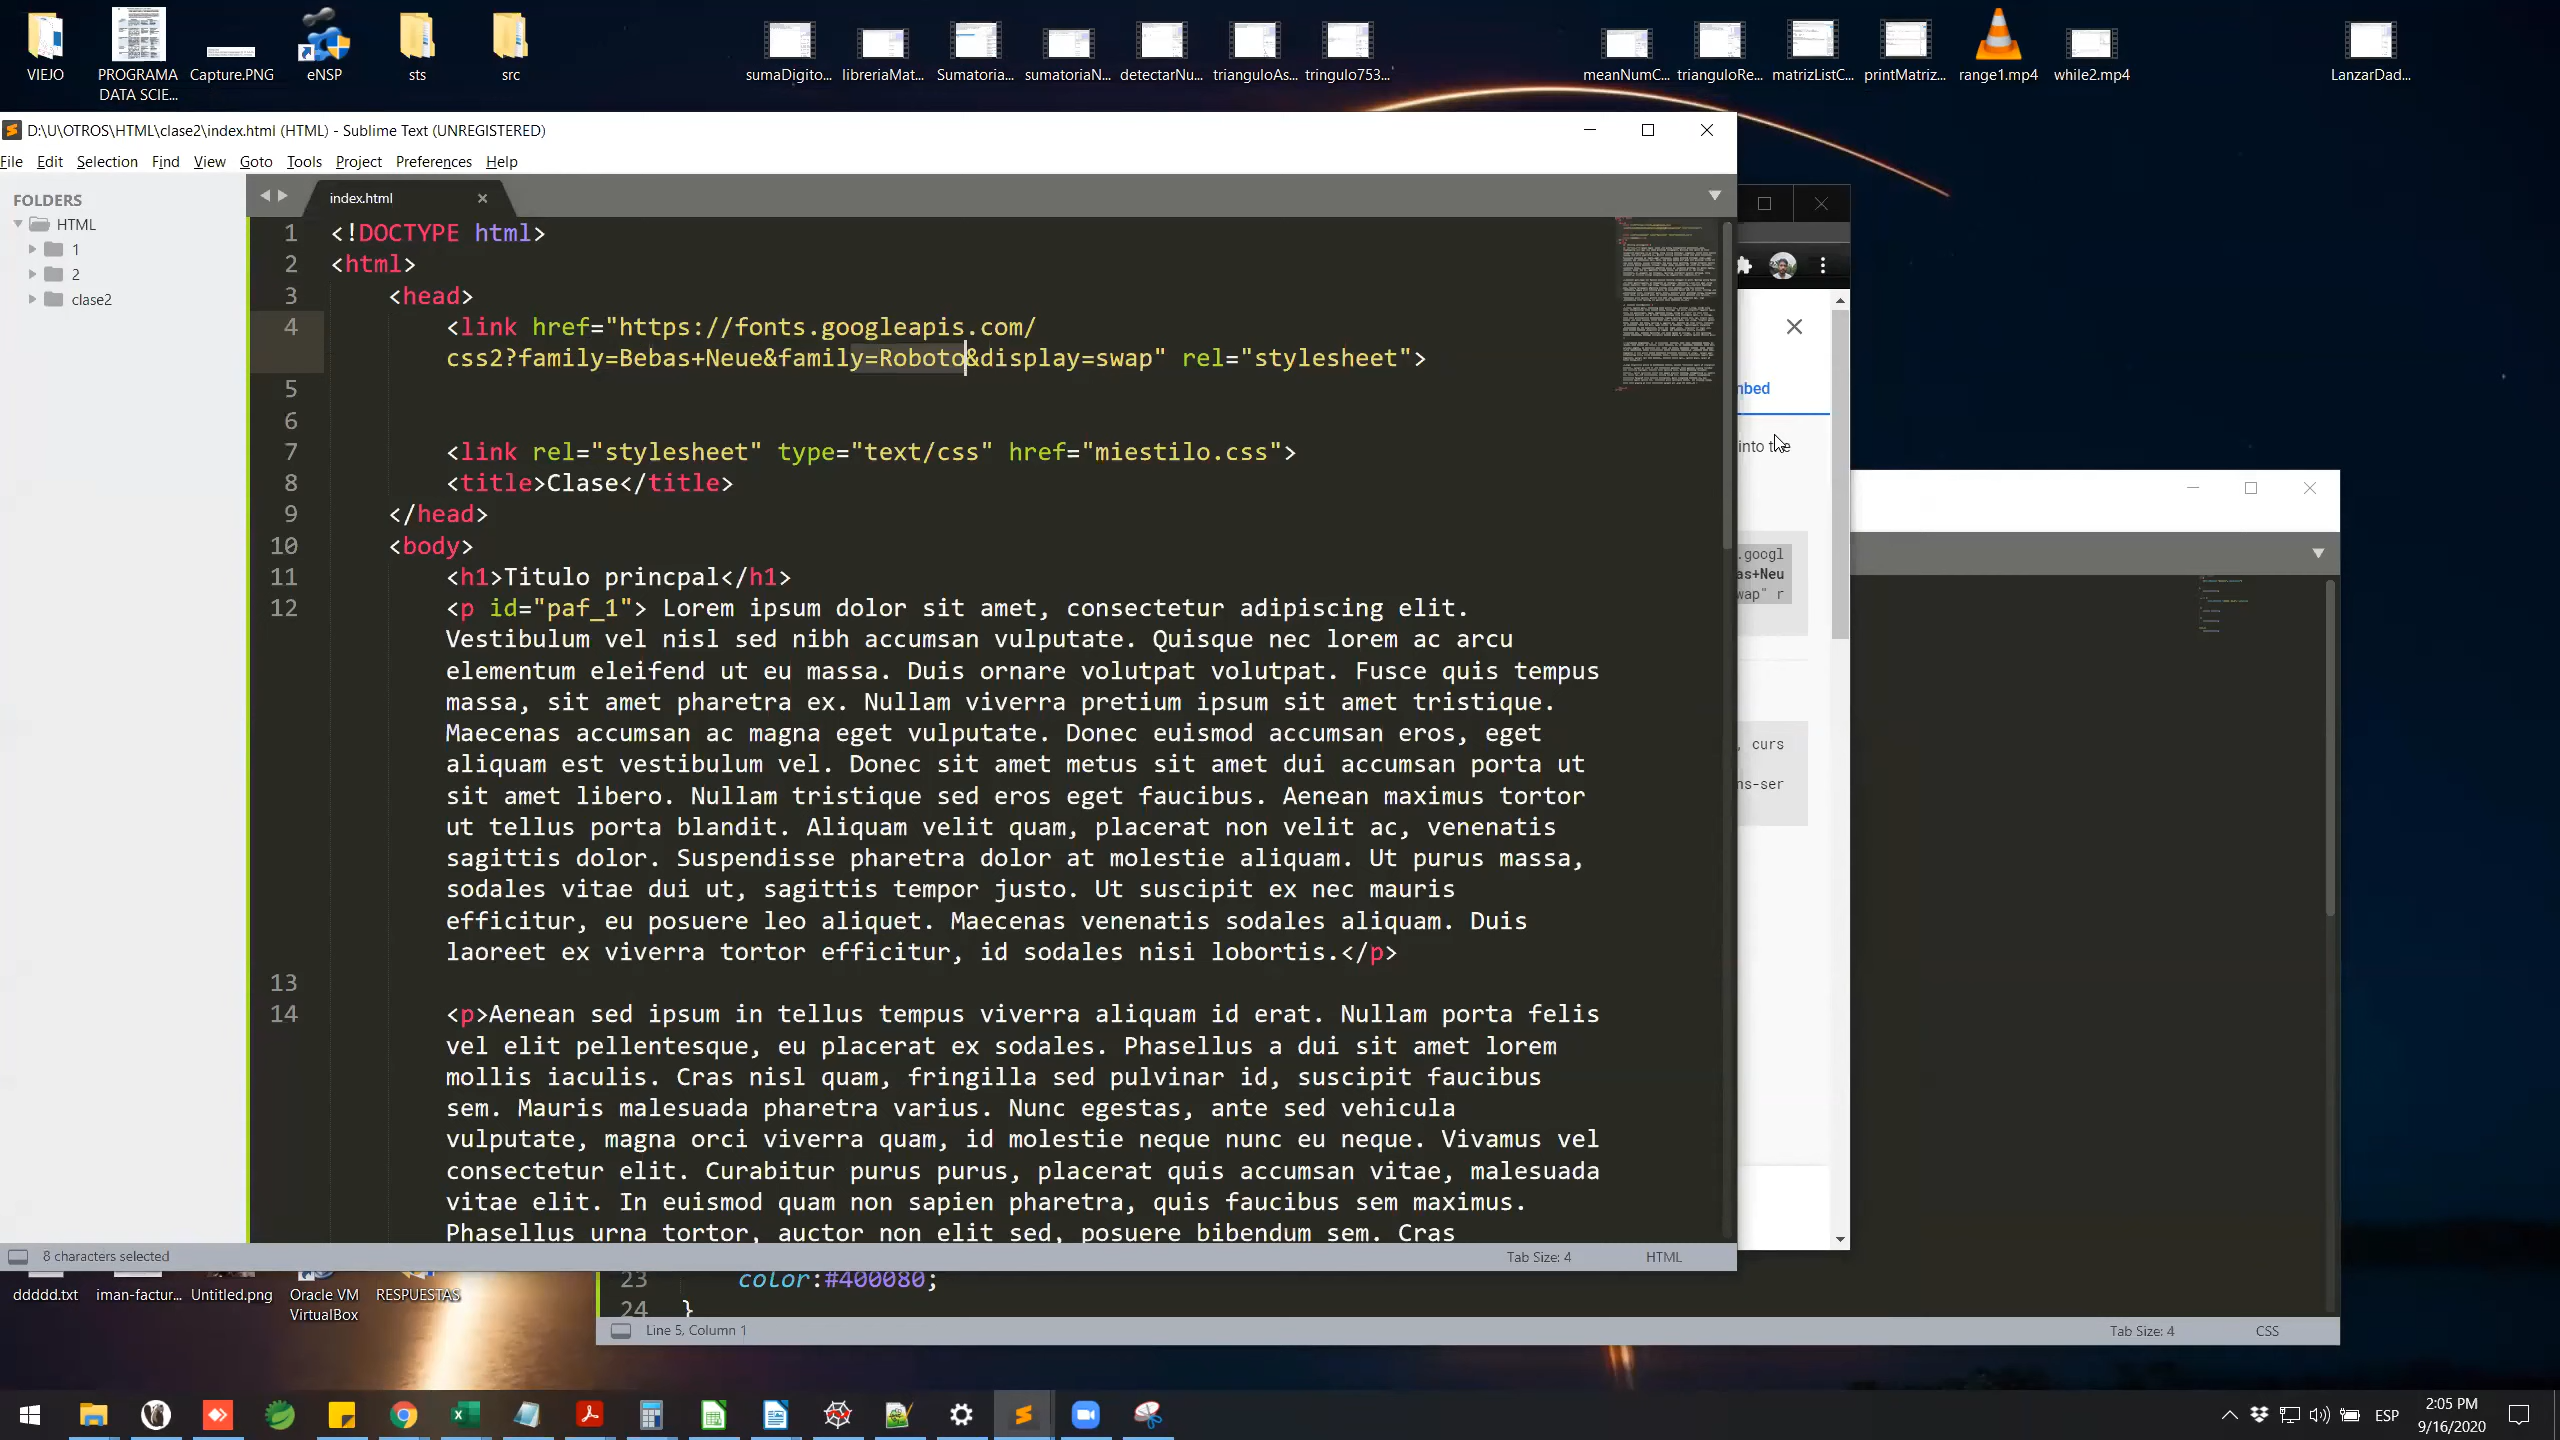 VIEJO
PROGRAMA
DATA SCIE...
Capture.PNG
eNSP
sts
src
sumaDigito...
libreriaMat...
Sumatoria...
sumatoriaN...
detectarNu...
trianguloAs...
tringulo753...
meanNumC...
trianguloRe...
matrizListC...
printMatriz...
range1.mp4
while2.mp4
LanzarDad...
D:\U\OTROS\HTML\clase2\index.html (HTML) - Sublime Text (UNREGISTERED)
File Edit Selection Find View Goto Tools Project Preferences Help
FOLDERS
HTML
1
2
clase2
index.html
1 <!DOCTYPE html>
2 <html>
3 <head>
4 <link href="https://fonts.googleapis.com/
css2?family=Bebas+Neue&family=Roboto&display=swap" rel="stylesheet">
5
6
7 <link rel="stylesheet" type="text/css" href="miestilo.css">
8 <title>Clase</title>
9 </head>
10 <body>
11 <h1>Titulo princpal</h1>
12 <p id="paf_1"> Lorem ipsum dolor sit amet, consectetur adipiscing elit.
Vestibulum vel nisl sed nibh accumsan vulputate. Quisque nec lorem ac arcu
elementum eleifend ut eu massa. Duis ornare volutpat volutpat. Fusce quis tempus
massa, sit amet pharetra ex. Nullam viverra pretium ipsum sit amet tristique.
Maecenas accumsan ac magna eget vulputate. Donec euismod accumsan eros, eget
aliquam est vestibulum vel. Donec sit amet metus sit amet dui accumsan porta ut
sit amet libero. Nullam tristique sed eros eget faucibus. Aenean maximus tortor
ut tellus porta blandit. Aliquam velit quam, placerat non velit ac, venenatis
sagittis dolor. Suspendisse pharetra dolor at molestie aliquam. Ut purus massa,
sodales vitae dui ut, sagittis tempor justo. Ut suscipit ex nec mauris
efficitur, eu posuere leo aliquet. Maecenas venenatis sodales aliquam. Duis
laoreet ex viverra tortor efficitur, id sodales nisi lobortis.</p>
13
14 <p>Aenean sed ipsum in tellus tempus viverra aliquam id erat. Nullam porta felis
vel elit pellentesque, eu placerat ex sodales. Phasellus a dui sit amet lorem
mollis iaculis. Cras nisl quam, fringilla sed pulvinar id, suscipit faucibus
sem. Mauris malesuada pharetra varius. Nunc egestas, ante sed vehicula
vulputate, magna orci viverra quam, id molestie neque nunc eu neque. Vivamus vel
consectetur elit. Curabitur purus purus, placerat quis accumsan vitae, malesuada
vitae elit. In euismod quam non sapien pharetra, quis faucibus sem maximus.
Phasellus urna tortor, auctor non elit sed, posuere bibendum sem. Cras
8 characters selected
Tab Size: 4
HTML
nbed
into the
.googl
as+Neu
wap" r
, curs
ns-ser
23 color:#400080;
24 }
Line 5, Column 1
Tab Size: 4
CSS
ddddd.txt
iman-factur...
Untitled.png
Oracle VM
VirtualBox
RESPUESTAS
ESP
2:05 PM
9/16/2020